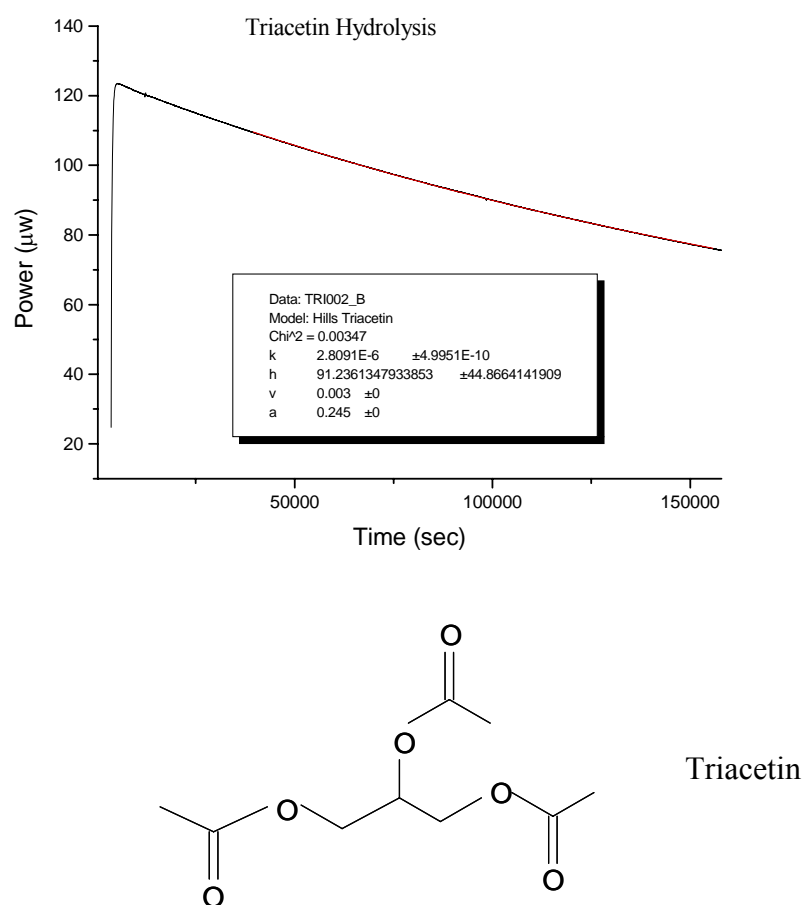 Triacetin Hydrolysis
140
120
100
80
60
40
20
Power (μw)
Data: TRI002_B
Model: Hills Triacetin
Chi^2 = 0.00347
k 2.8091E-6 ±4.9951E-10
h 91.2361347933853 ±44.8664141909
v 0.003 ±0
a 0.245 ±0
50000 100000 150000
Time (sec)
O
O
Triacetin
O O
O O